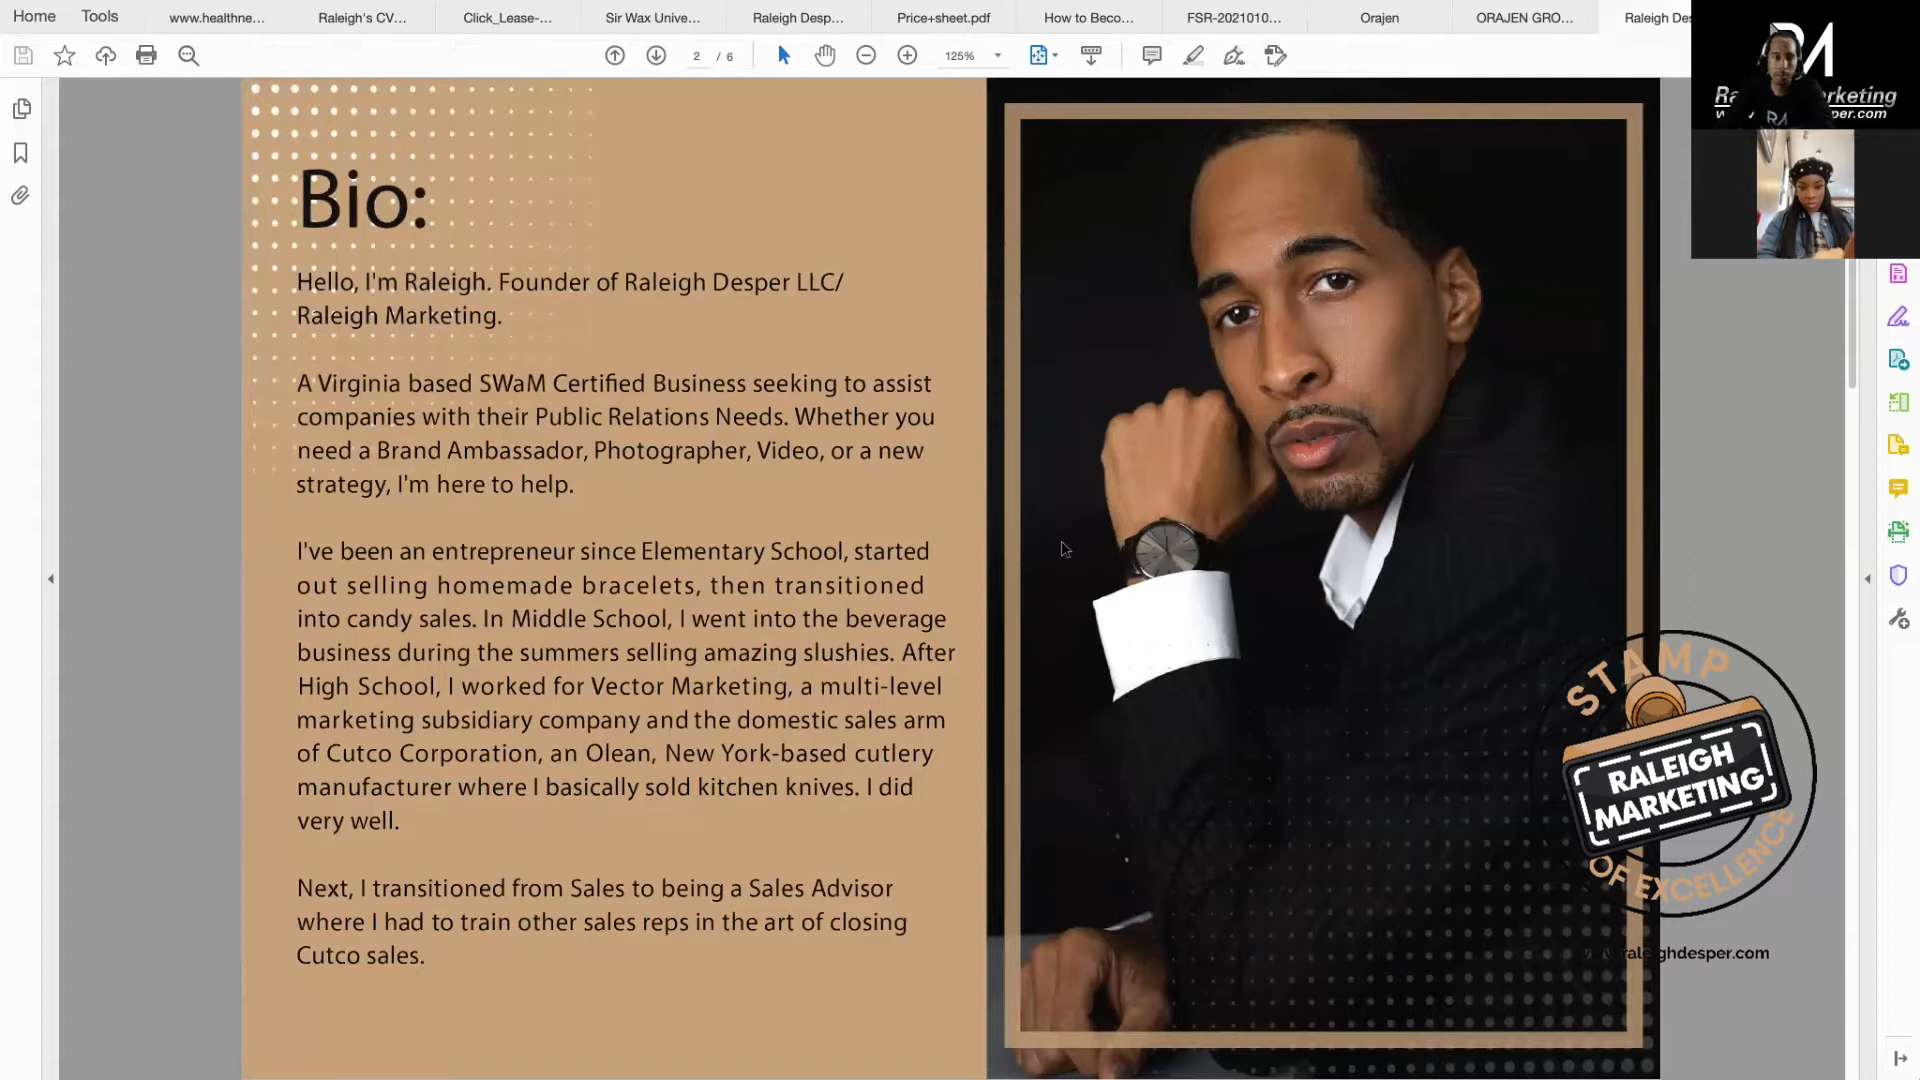 Home
Tools
www.healthne...
Raleigh's CV...
Click_Lease-...
Sir Wax Unive...
Raleigh Desp...
Price+sheet.pdf
How to Beco...
FSR-2021010...
Orajen
ORAJEN GRO...
Raleigh Des
2 / 6
125%
Bio:
Hello, I'm Raleigh. Founder of Raleigh Desper LLC/
Raleigh Marketing.
A Virginia based SWaM Certified Business seeking to assist
companies with their Public Relations Needs. Whether you
need a Brand Ambassador, Photographer, Video, or a new
strategy, I'm here to help.
I've been an entrepreneur since Elementary School, started
out selling homemade bracelets, then transitioned
into candy sales. In Middle School, I went into the beverage
business during the summers selling amazing slushies. After
High School, I worked for Vector Marketing, a multi-level
marketing subsidiary company and the domestic sales arm
of Cutco Corporation, an Olean, New York-based cutlery
manufacturer where I basically sold kitchen knives. I did
very well.
Next, I transitioned from Sales to being a Sales Advisor
where I had to train other sales reps in the art of closing
Cutco sales.
STAMP
RALEIGH
MARKETING
OF EXCELLENCE